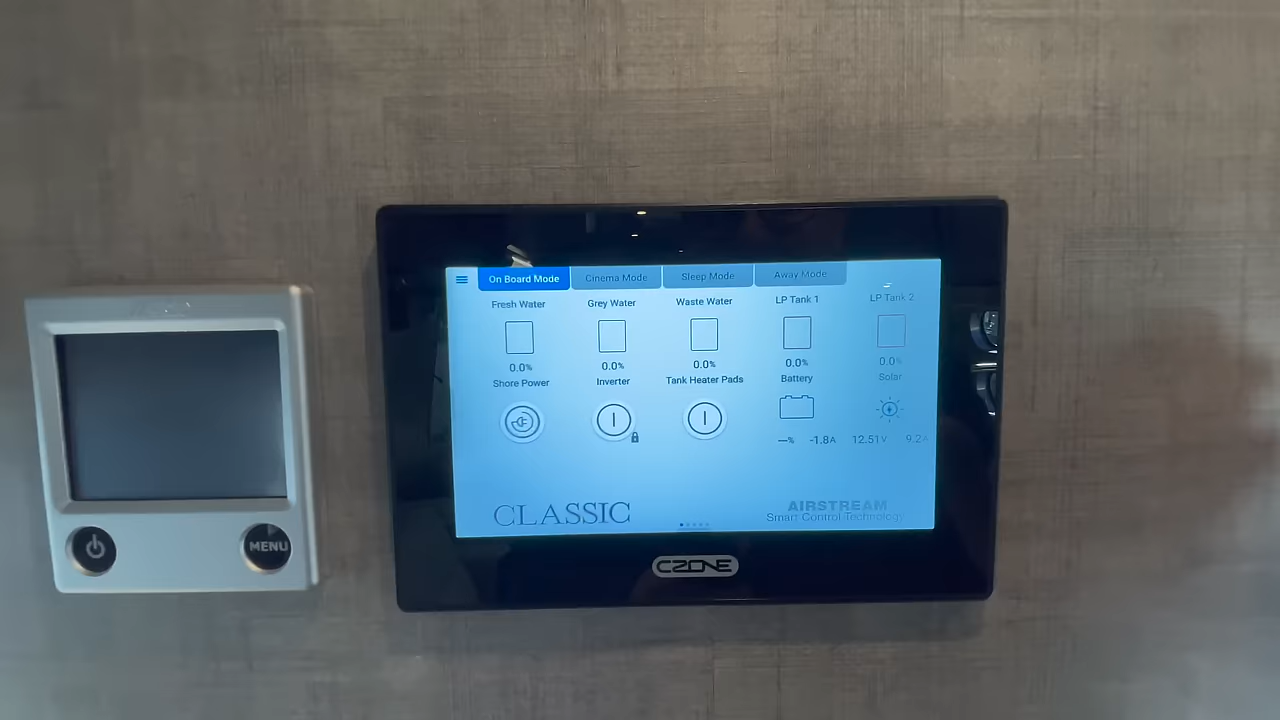 On Board Mode Cinema Mode Sleep Mode Away Mode
Fresh Water Grey Water Waste Water LP Tank 1 LP Tank 2
0.0% 0.0% 0.0% 0.0% 0.0%
Shore Power Inverter Tank Heater Pads Battery Solar
--% -1.8A 12.51V 9.2A
CLASSIC AIRSTREAM
Smart Control Technology
CZONE
MENU